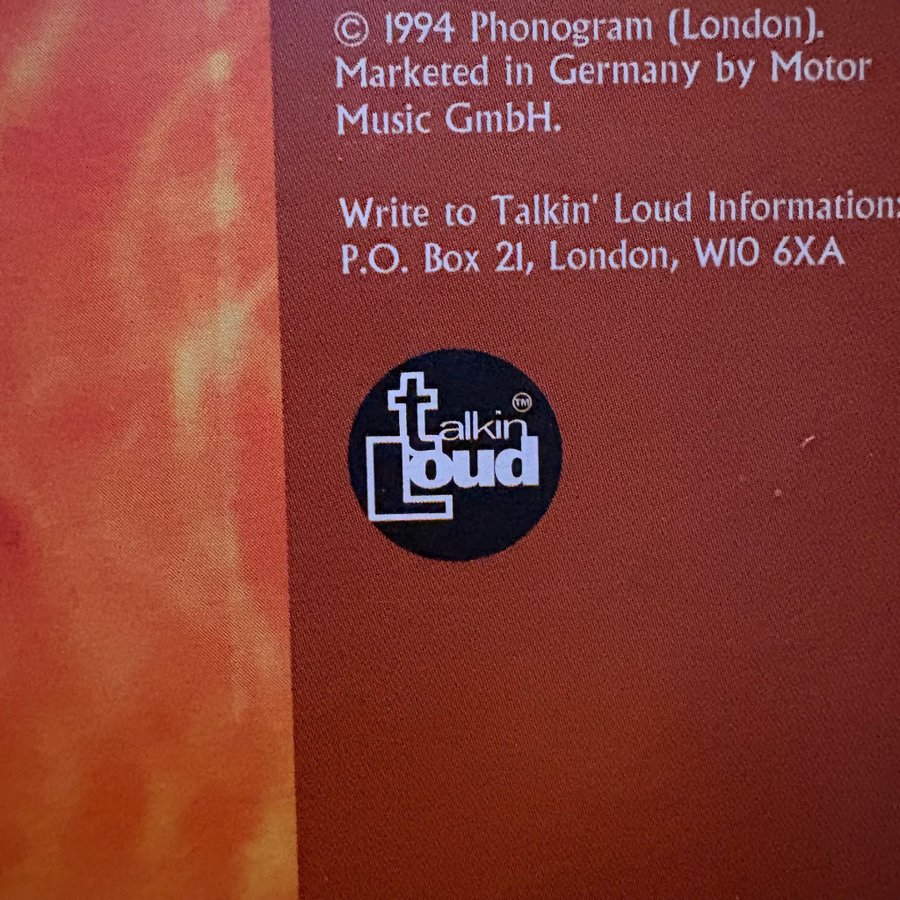 © 1994 Phonogram (London).
Marketed in Germany by Motor
Music GmbH.
Write to Talkin' Loud Information:
P.O. Box 21, London, W10 6XA
talkin TM
Loud